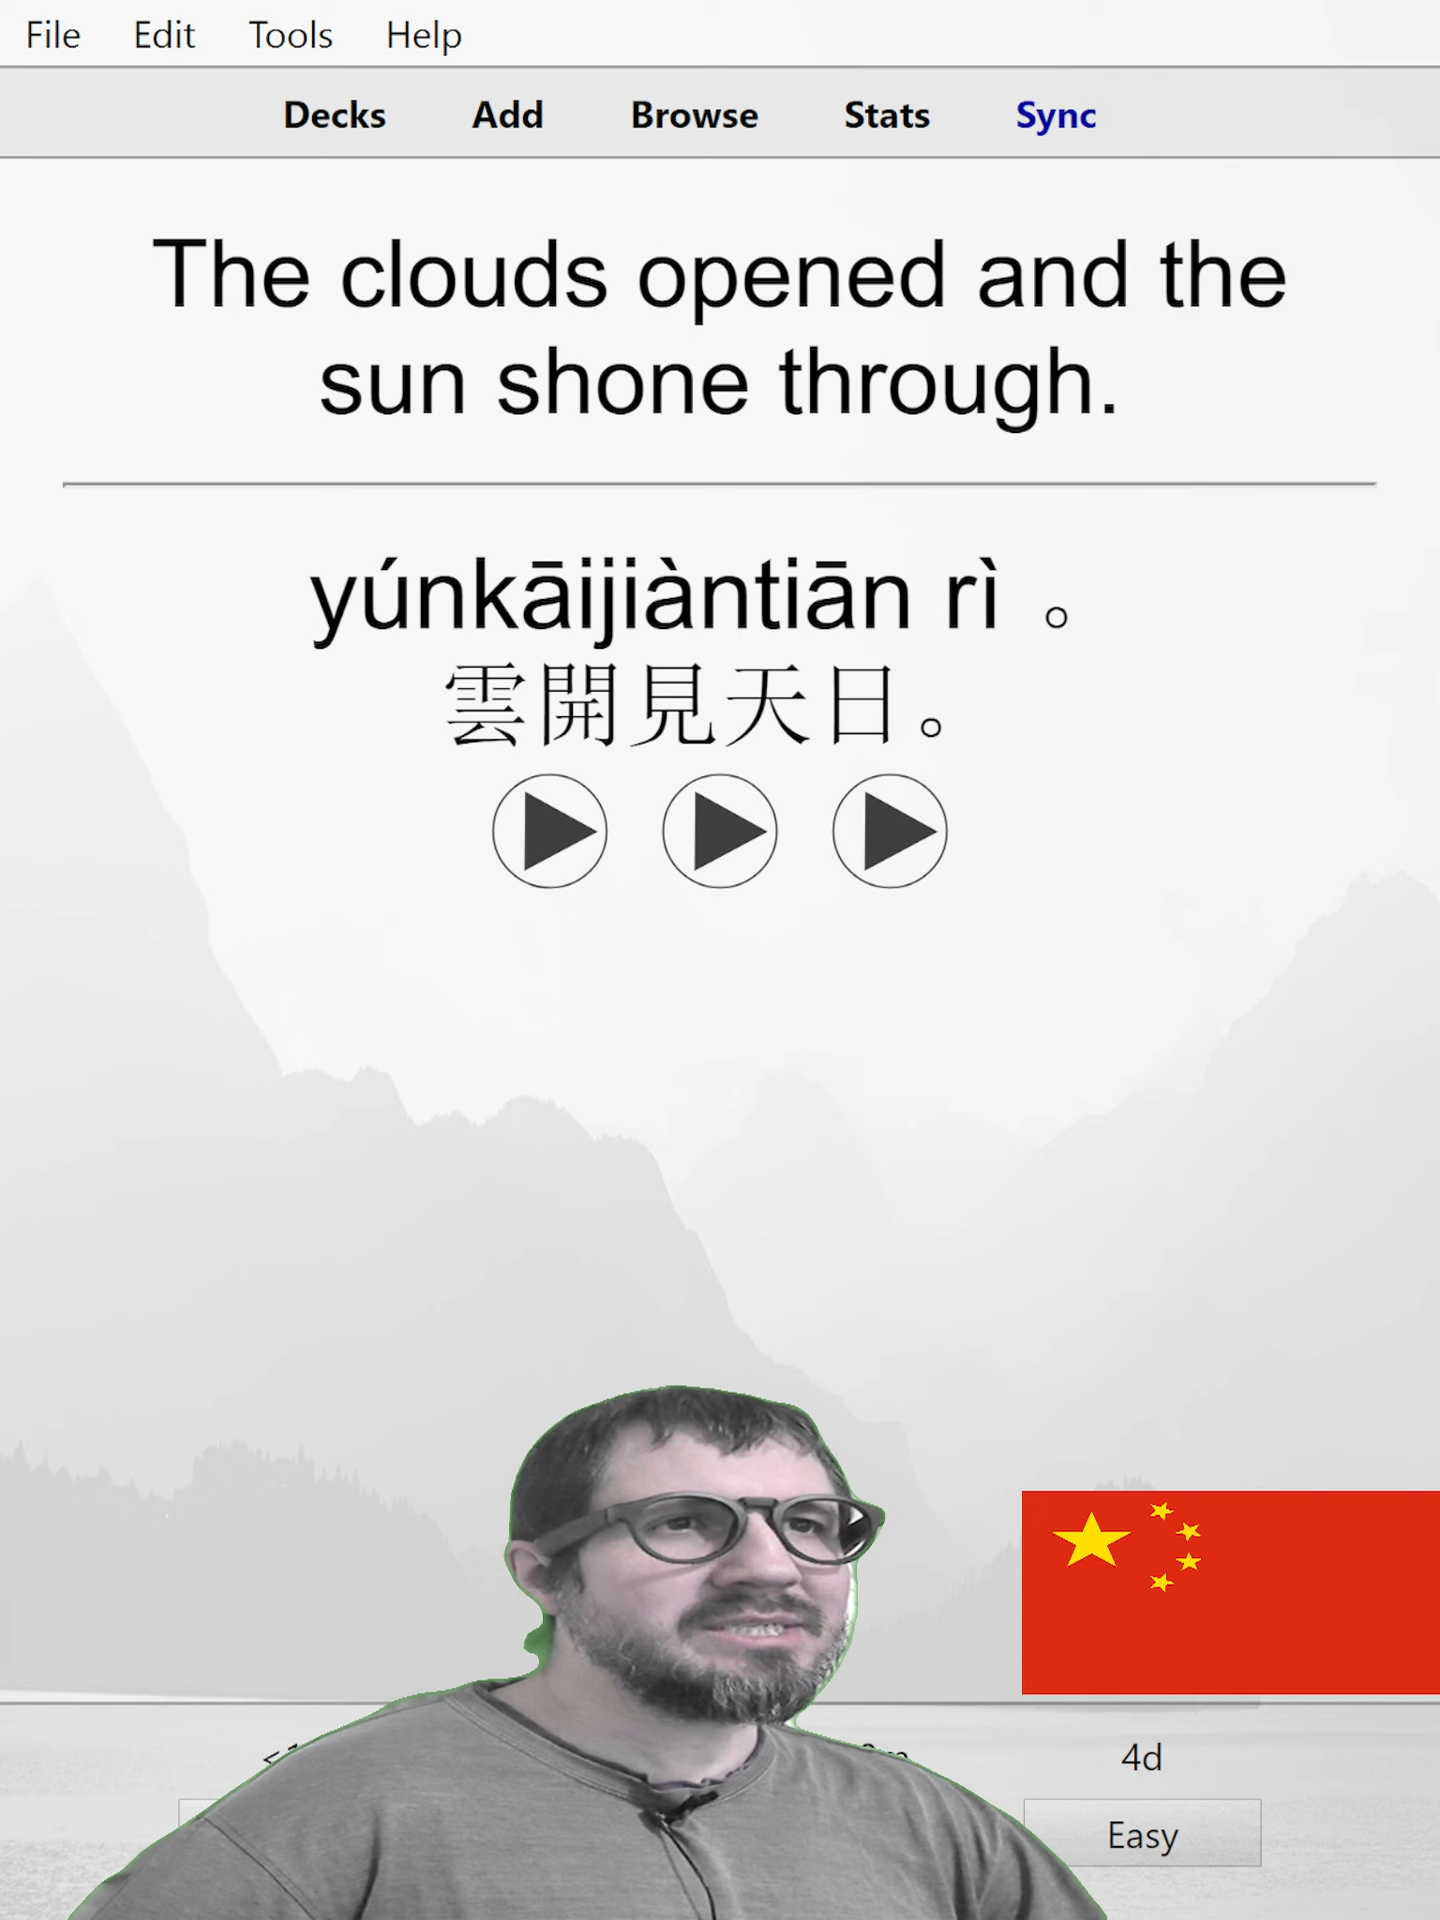 File Edit Tools Help
Decks Add Browse Stats Sync
The clouds opened and the
sun shone through.
yúnkāijiàntiān rì 。
雲開見天日。
4d
Easy